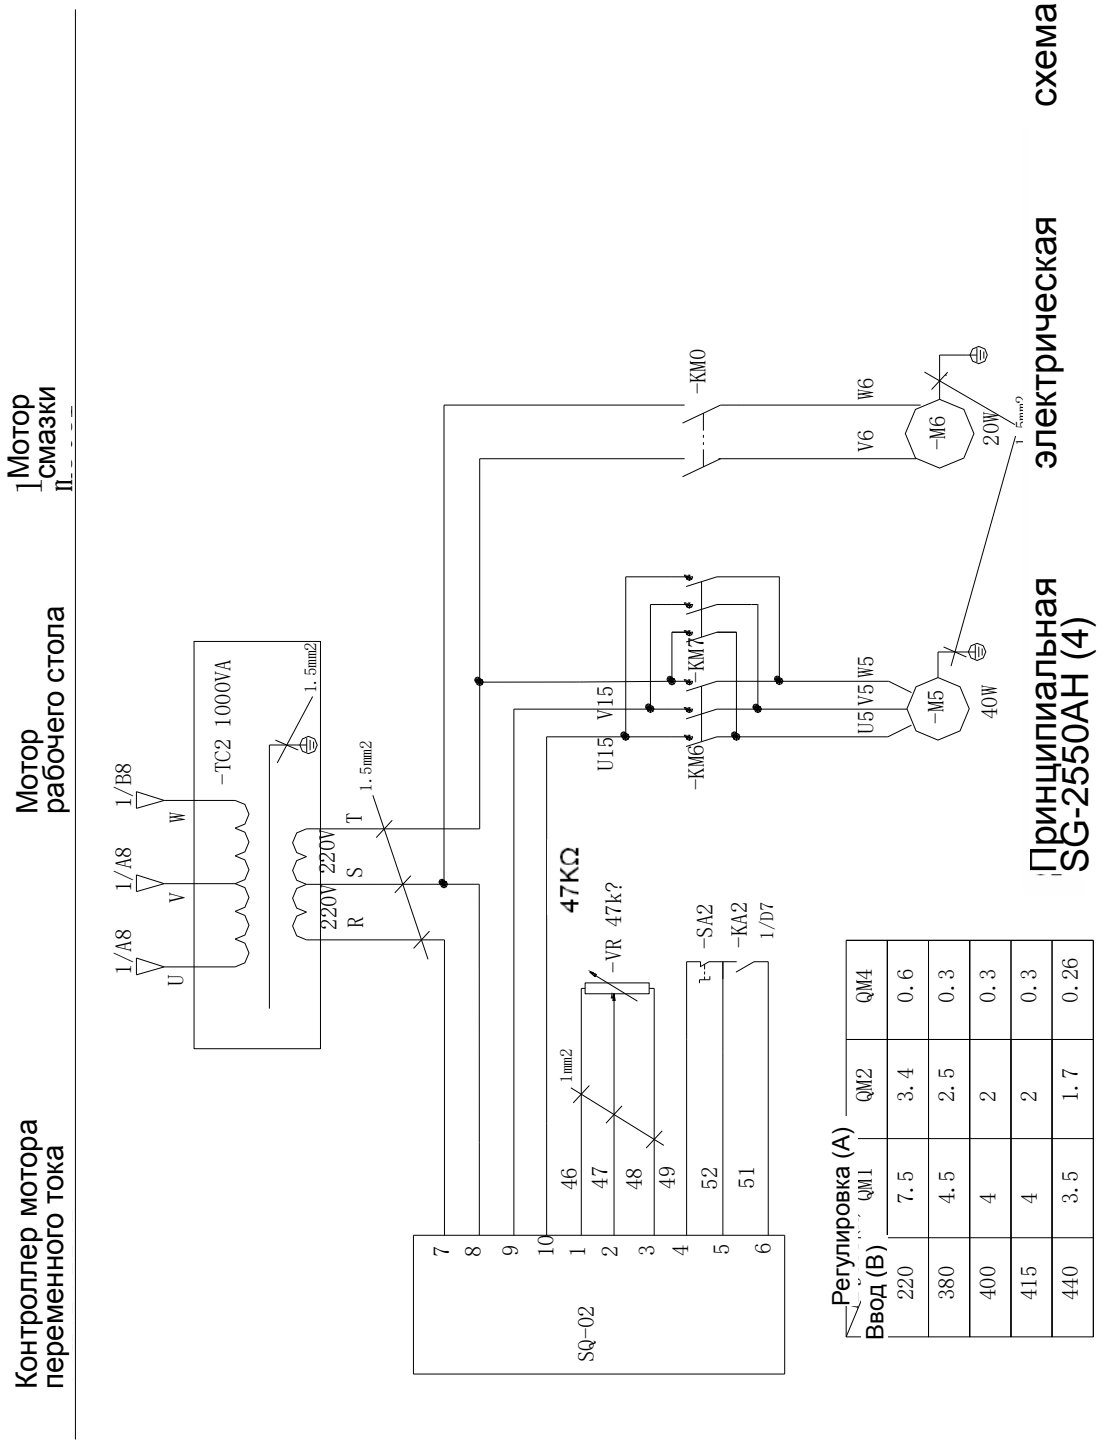 Контроллер мотора
переменного тока
Мотор
рабочего стола
Мотор
смазки
1/A8
1/A8
1/B8
U
V
W
-TC2 1000VA
1.5mm2
220V
220V
R
S
T
1.5mm2
7
8
9
10
1
2
3
4
5
6
SQ-02
46
47
48
49
52
51
1mm2
47KΩ
-VR 47k?
-SA2
-KA2
1/D7
U15
V15
-KM6
-KM7
-KM0
U5
V5
W5
-M5
40W
V6
W6
-M6
20W
Регулировка (А)
Ввод (В)
QM1
QM2
QM4
220
7.5
3.4
0.6
380
4.5
2.5
0.3
400
4
2
0.3
415
4
2
0.3
440
3.5
1.7
0.26
Принципиальная электрическая схема
SG-2550AH (4)